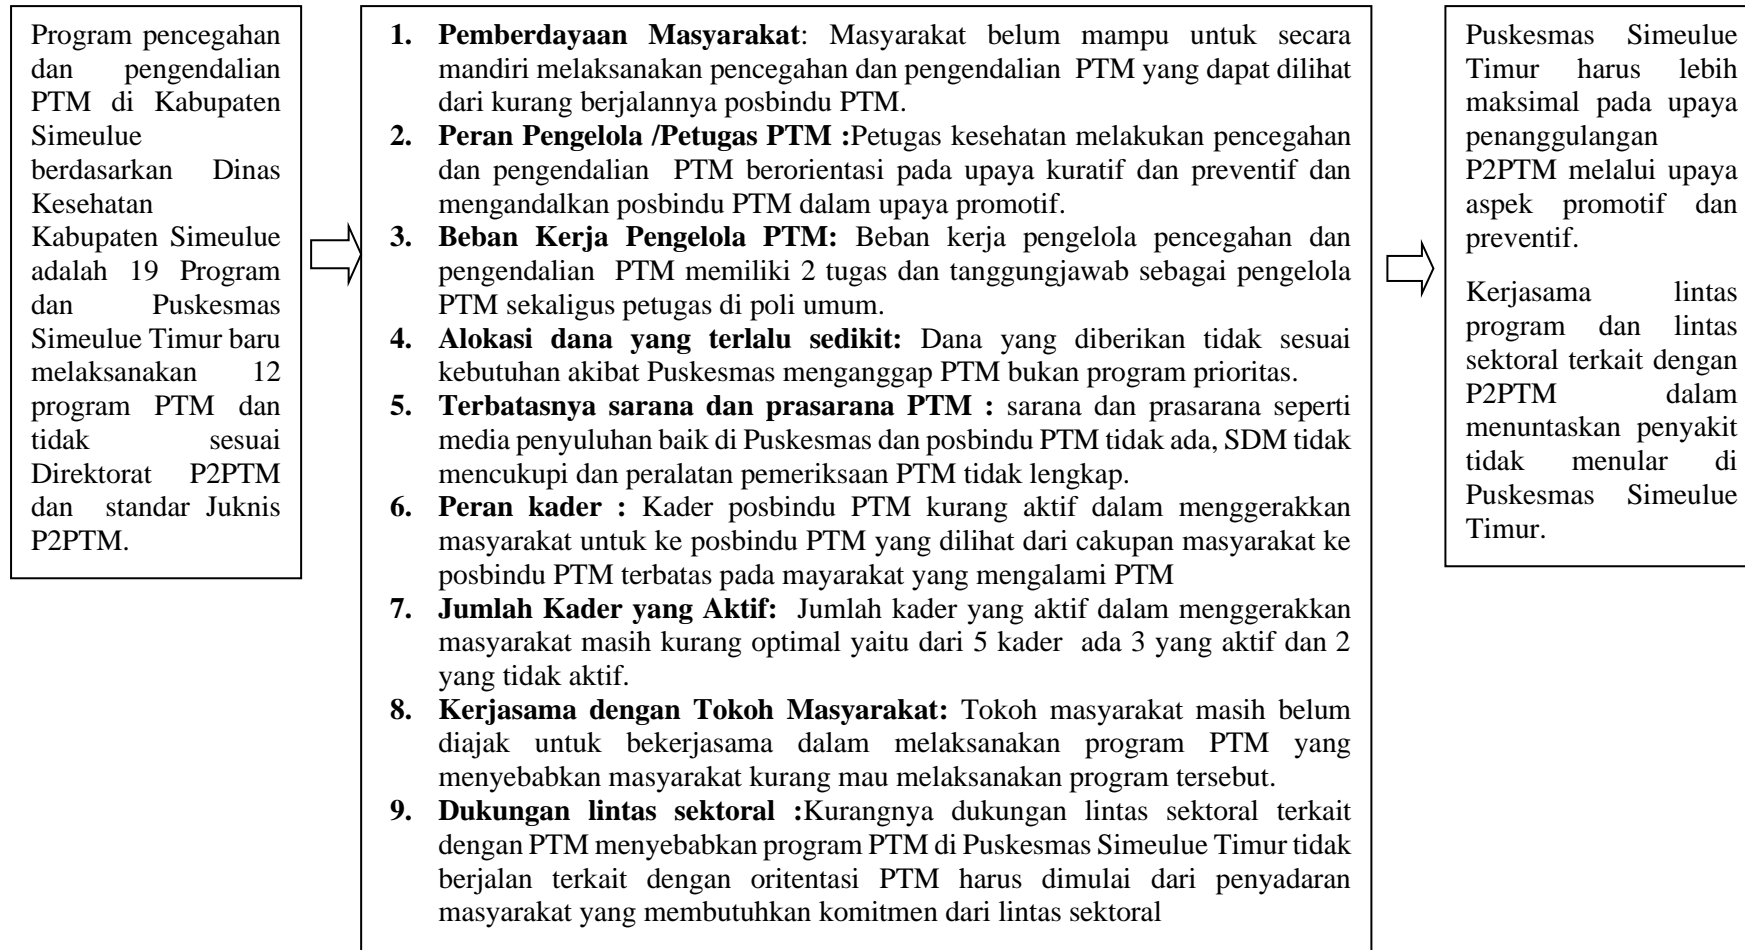 Program pencegahan
dan pengendalian
PTM di Kabupaten
Simeulue
berdasarkan Dinas
Kesehatan
Kabupaten Simeulue
adalah 19 Program
dan Puskesmas
Simeulue Timur baru
melaksanakan 12
program PTM dan
tidak sesuai
Direktorat P2PTM
dan standar Juknis
P2PTM.
1. Pemberdayaan Masyarakat: Masyarakat belum mampu untuk secara
mandiri melaksanakan pencegahan dan pengendalian PTM yang dapat dilihat
dari kurang berjalannya posbindu PTM.
2. Peran Pengelola /Petugas PTM :Petugas kesehatan melakukan pencegahan
dan pengendalian PTM berorientasi pada upaya kuratif dan preventif dan
mengandalkan posbindu PTM dalam upaya promotif.
3. Beban Kerja Pengelola PTM: Beban kerja pengelola pencegahan dan
pengendalian PTM memiliki 2 tugas dan tanggungjawab sebagai pengelola
PTM sekaligus petugas di poli umum.
4. Alokasi dana yang terlalu sedikit: Dana yang diberikan tidak sesuai
kebutuhan akibat Puskesmas menganggap PTM bukan program prioritas.
5. Terbatasnya sarana dan prasarana PTM : sarana dan prasarana seperti
media penyuluhan baik di Puskesmas dan posbindu PTM tidak ada, SDM tidak
mencukupi dan peralatan pemeriksaan PTM tidak lengkap.
6. Peran kader : Kader posbindu PTM kurang aktif dalam menggerakkan
masyarakat untuk ke posbindu PTM yang dilihat dari cakupan masyarakat ke
posbindu PTM terbatas pada mayarakat yang mengalami PTM
7. Jumlah Kader yang Aktif: Jumlah kader yang aktif dalam menggerakkan
masyarakat masih kurang optimal yaitu dari 5 kader ada 3 yang aktif dan 2
yang tidak aktif.
8. Kerjasama dengan Tokoh Masyarakat: Tokoh masyarakat masih belum
diajak untuk bekerjasama dalam melaksanakan program PTM yang
menyebabkan masyarakat kurang mau melaksanakan program tersebut.
9. Dukungan lintas sektoral :Kurangnya dukungan lintas sektoral terkait
dengan PTM menyebabkan program PTM di Puskesmas Simeulue Timur tidak
berjalan terkait dengan oritentasi PTM harus dimulai dari penyadaran
masyarakat yang membutuhkan komitmen dari lintas sektoral
Puskesmas Simeulue
Timur harus lebih
maksimal pada upaya
penanggulangan
P2PTM melalui upaya
aspek promotif dan
preventif.
Kerjasama lintas
program dan lintas
sektoral terkait dengan
P2PTM dalam
menuntaskan penyakit
tidak menular di
Puskesmas Simeulue
Timur.